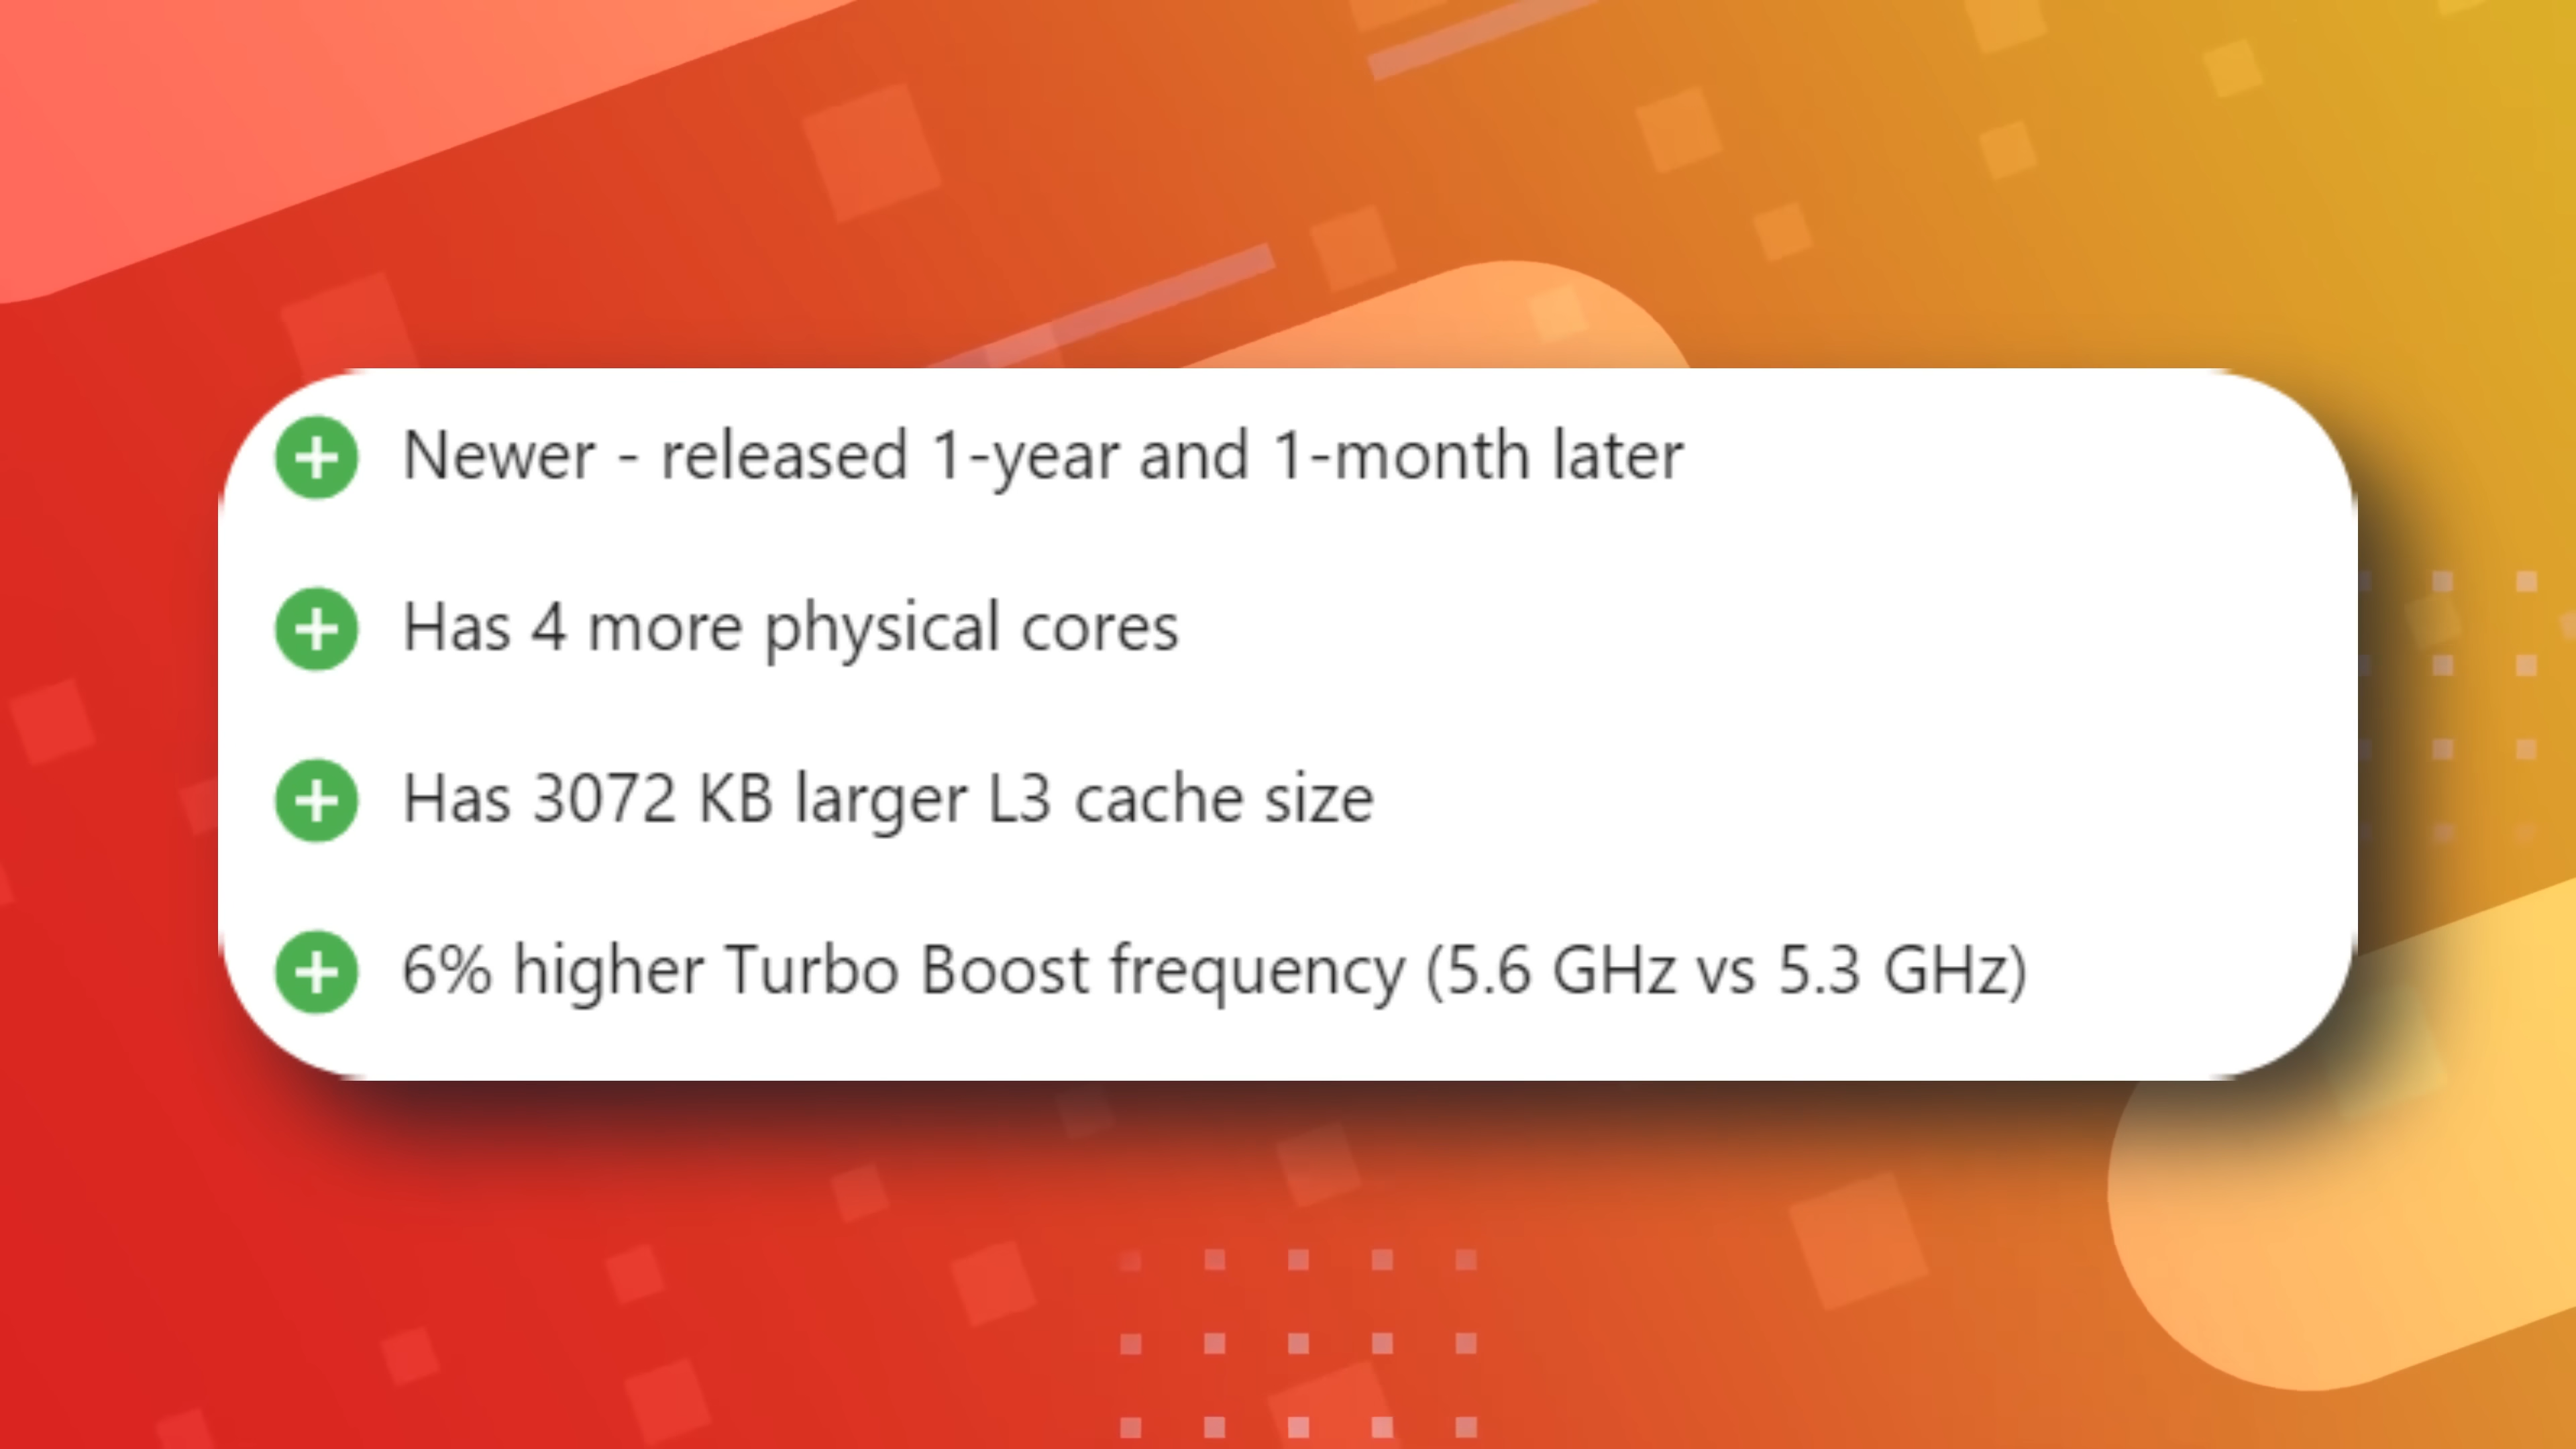 Newer - released 1-year and 1-month later
Has 4 more physical cores
Has 3072 KB larger L3 cache size
6% higher Turbo Boost frequency (5.6 GHz vs 5.3 GHz)